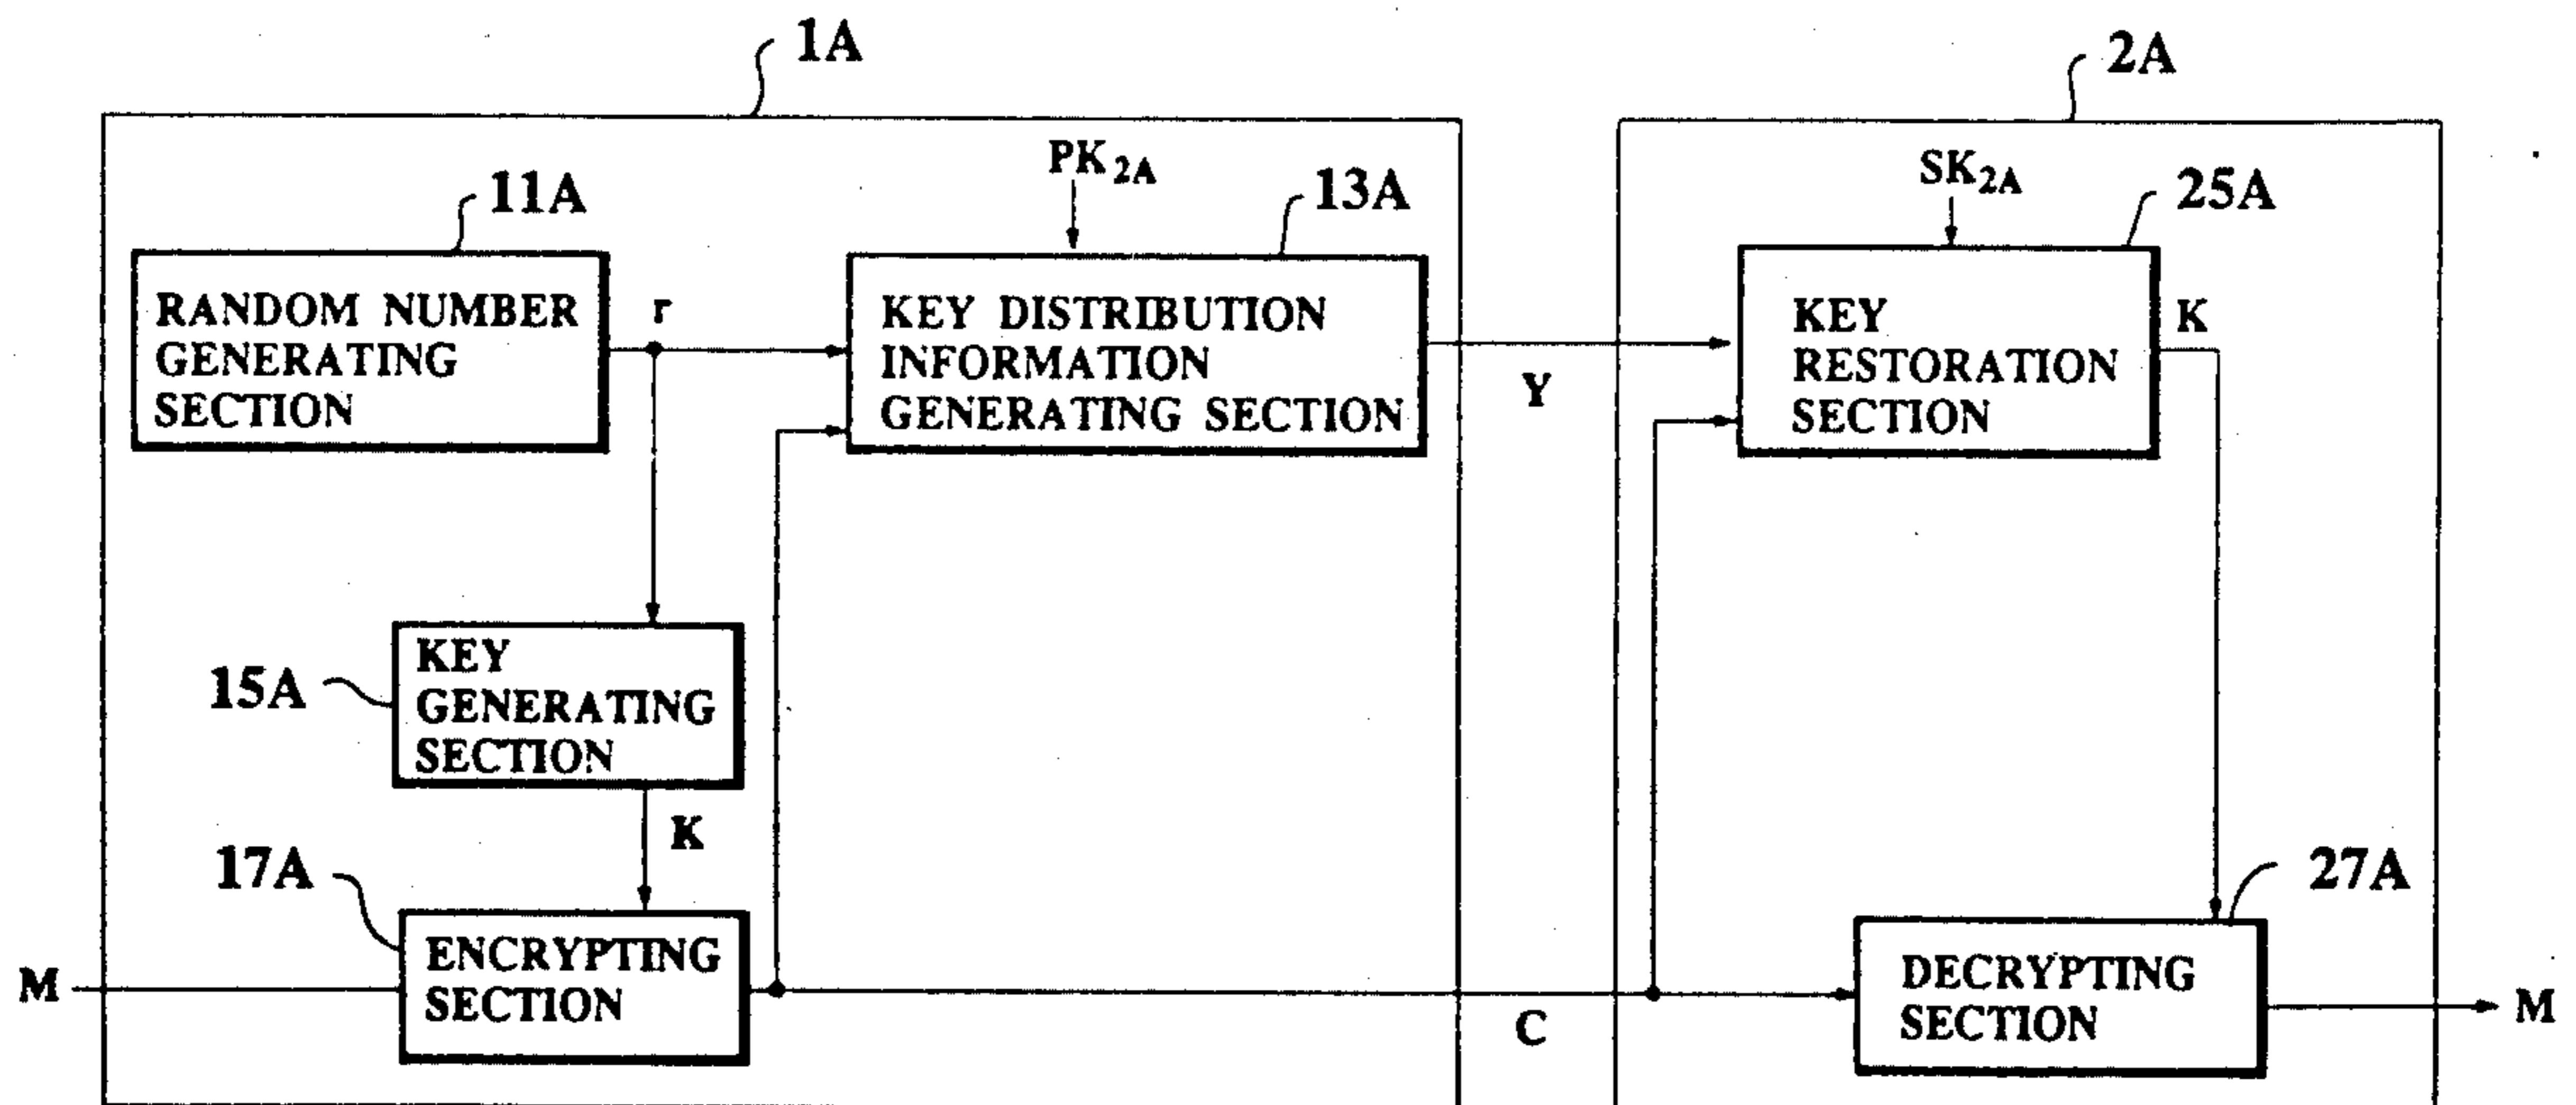 1A
2A
PK2A
SK2A
11A
13A
25A
RANDOM NUMBER
GENERATING
SECTION
r
KEY DISTRIBUTION
INFORMATION
GENERATING SECTION
Y
KEY
RESTORATION
SECTION
K
15A
KEY
GENERATING
SECTION
K
17A
27A
M
ENCRYPTING
SECTION
C
DECRYPTING
SECTION
M